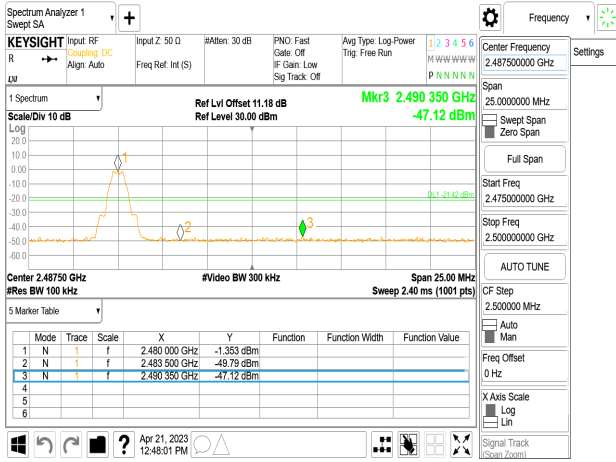 Spectrum Analyzer 1
Swept SA
Frequency
Settings
KEYSIGHT
R
Input: RF
Coupling: DC
Align: Auto
Input Z: 50 Ω
Freq Ref: Int (S)
#Atten: 30 dB
PNO: Fast
Gate: Off
IF Gain: Low
Sig Track: Off
Avg Type: Log-Power
Trig: Free Run
1 2 3 4 5 6
M W W W W W
P N N N N N
1 Spectrum
Scale/Div 10 dB
Ref Lvl Offset 11.18 dB
Ref Level 30.00 dBm
Mkr3 2.490 350 GHz
-47.12 dBm
Log
20.0
10.0
0.00
-10.00
-20.0
-30.0
-40.0
-50.0
-60.0
1
2
3
DL1 -21.42 dBm
Center 2.48750 GHz
#Video BW 300 kHz
Span 25.00 MHz
#Res BW 100 kHz
Sweep 2.40 ms (1001 pts)
5 Marker Table
Mode Trace Scale X Y Function Function Width Function Value
1 N 1 f 2.480 000 GHz -1.353 dBm
2 N 1 f 2.483 500 GHz -49.79 dBm
3 N 1 f 2.490 350 GHz -47.12 dBm
4
5
6
?
Apr 21, 2023
12:48:01 PM
Center Frequency
2.487500000 GHz
Span
25.0000000 MHz
Swept Span
Zero Span
Full Span
Start Freq
2.475000000 GHz
Stop Freq
2.500000000 GHz
AUTO TUNE
CF Step
2.500000 MHz
Auto
Man
Freq Offset
0 Hz
X Axis Scale
Log
Lin
Signal Track
(Span Zoom)